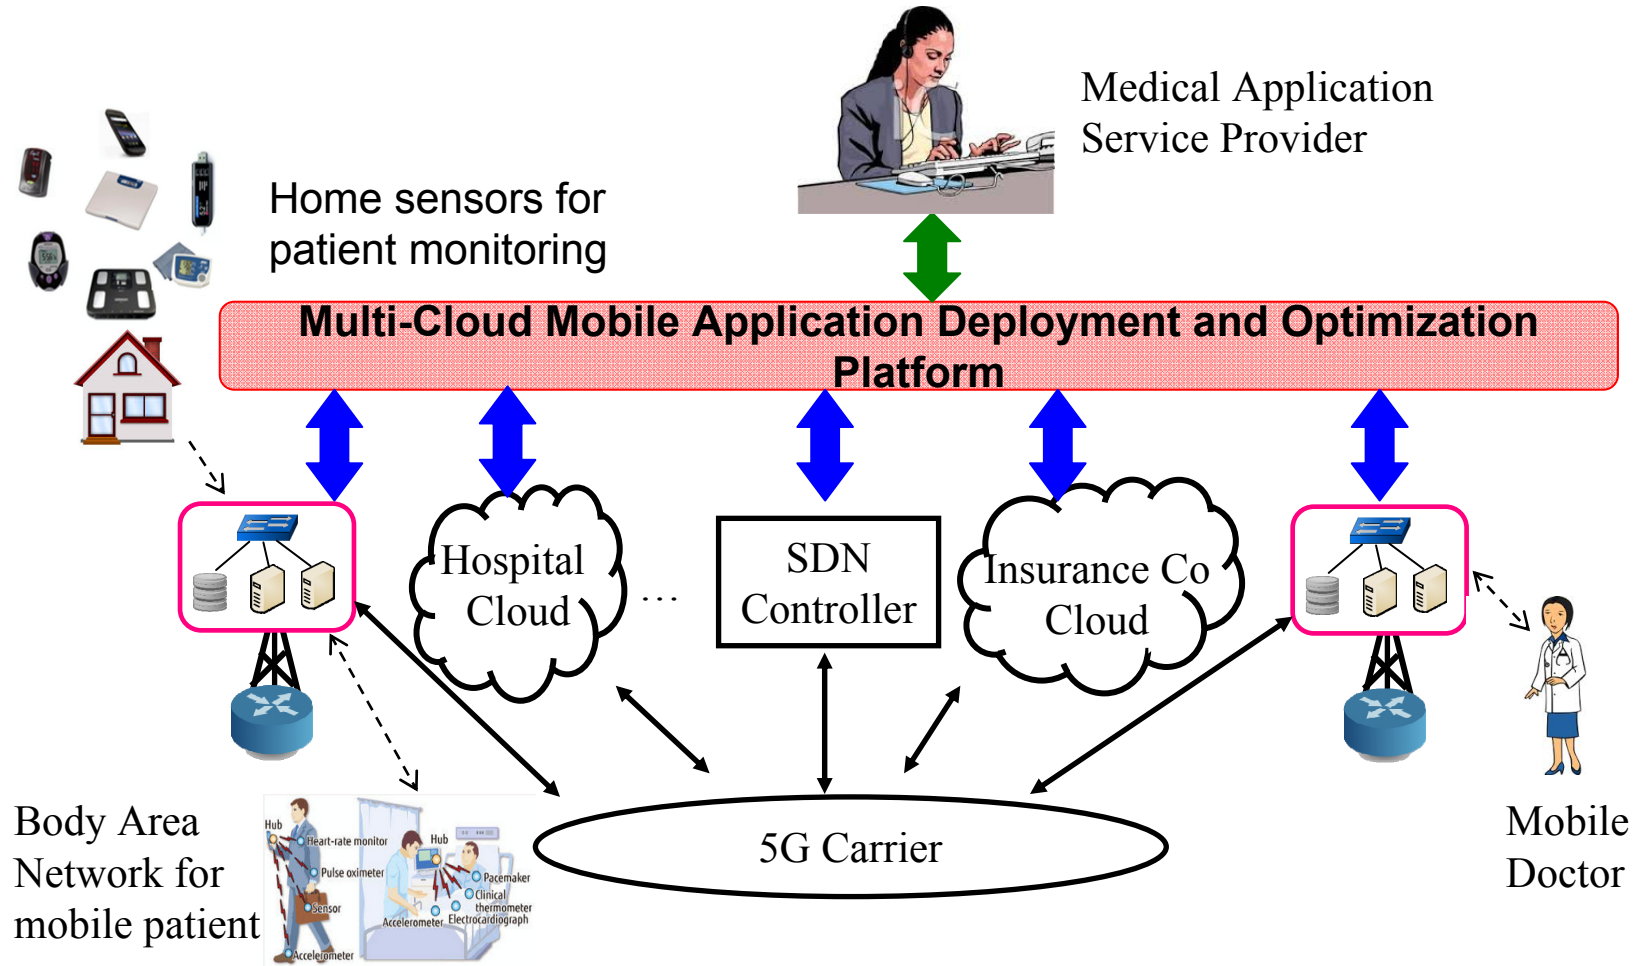 Medical Application
Service Provider
Home sensors for
patient monitoring
Multi-Cloud Mobile Application Deployment and Optimization
Platform
Hospital
Cloud
...
SDN
Controller
Insurance Co
Cloud
5G Carrier
Body Area
Network for
mobile patient
Hub
Heart-rate monitor
Pulse oximeter
Sensor
Accelerometer
Hub
Pacemaker
Clinical
thermometer
Electrocardiograph
Accelerometer
Mobile
Doctor